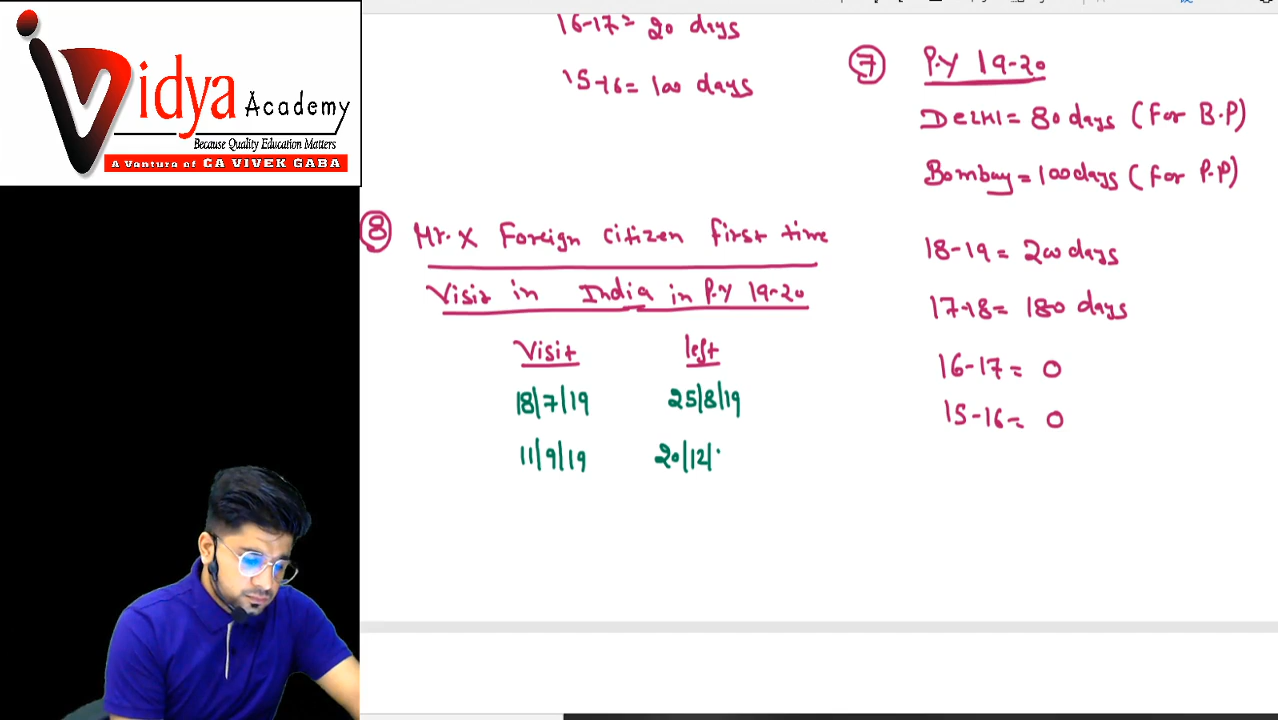 Vidya
Academy
Because Quality Education Matters
A Ventura of CA VIVEK GABA
16-17= 20 days
15-16= 100 days
8 Mr. X Foreign citizen first time
Visit in India in P.Y 19-20
Visit left
18/7/19 25/8/19
11/9/19 20/12/
7 P.Y 19-20
Delhi= 80 days (for B.P)
Bombay= 100 days (for P.P)
18-19= 200 days
17-18= 180 days
16-17= 0
15-16= 0